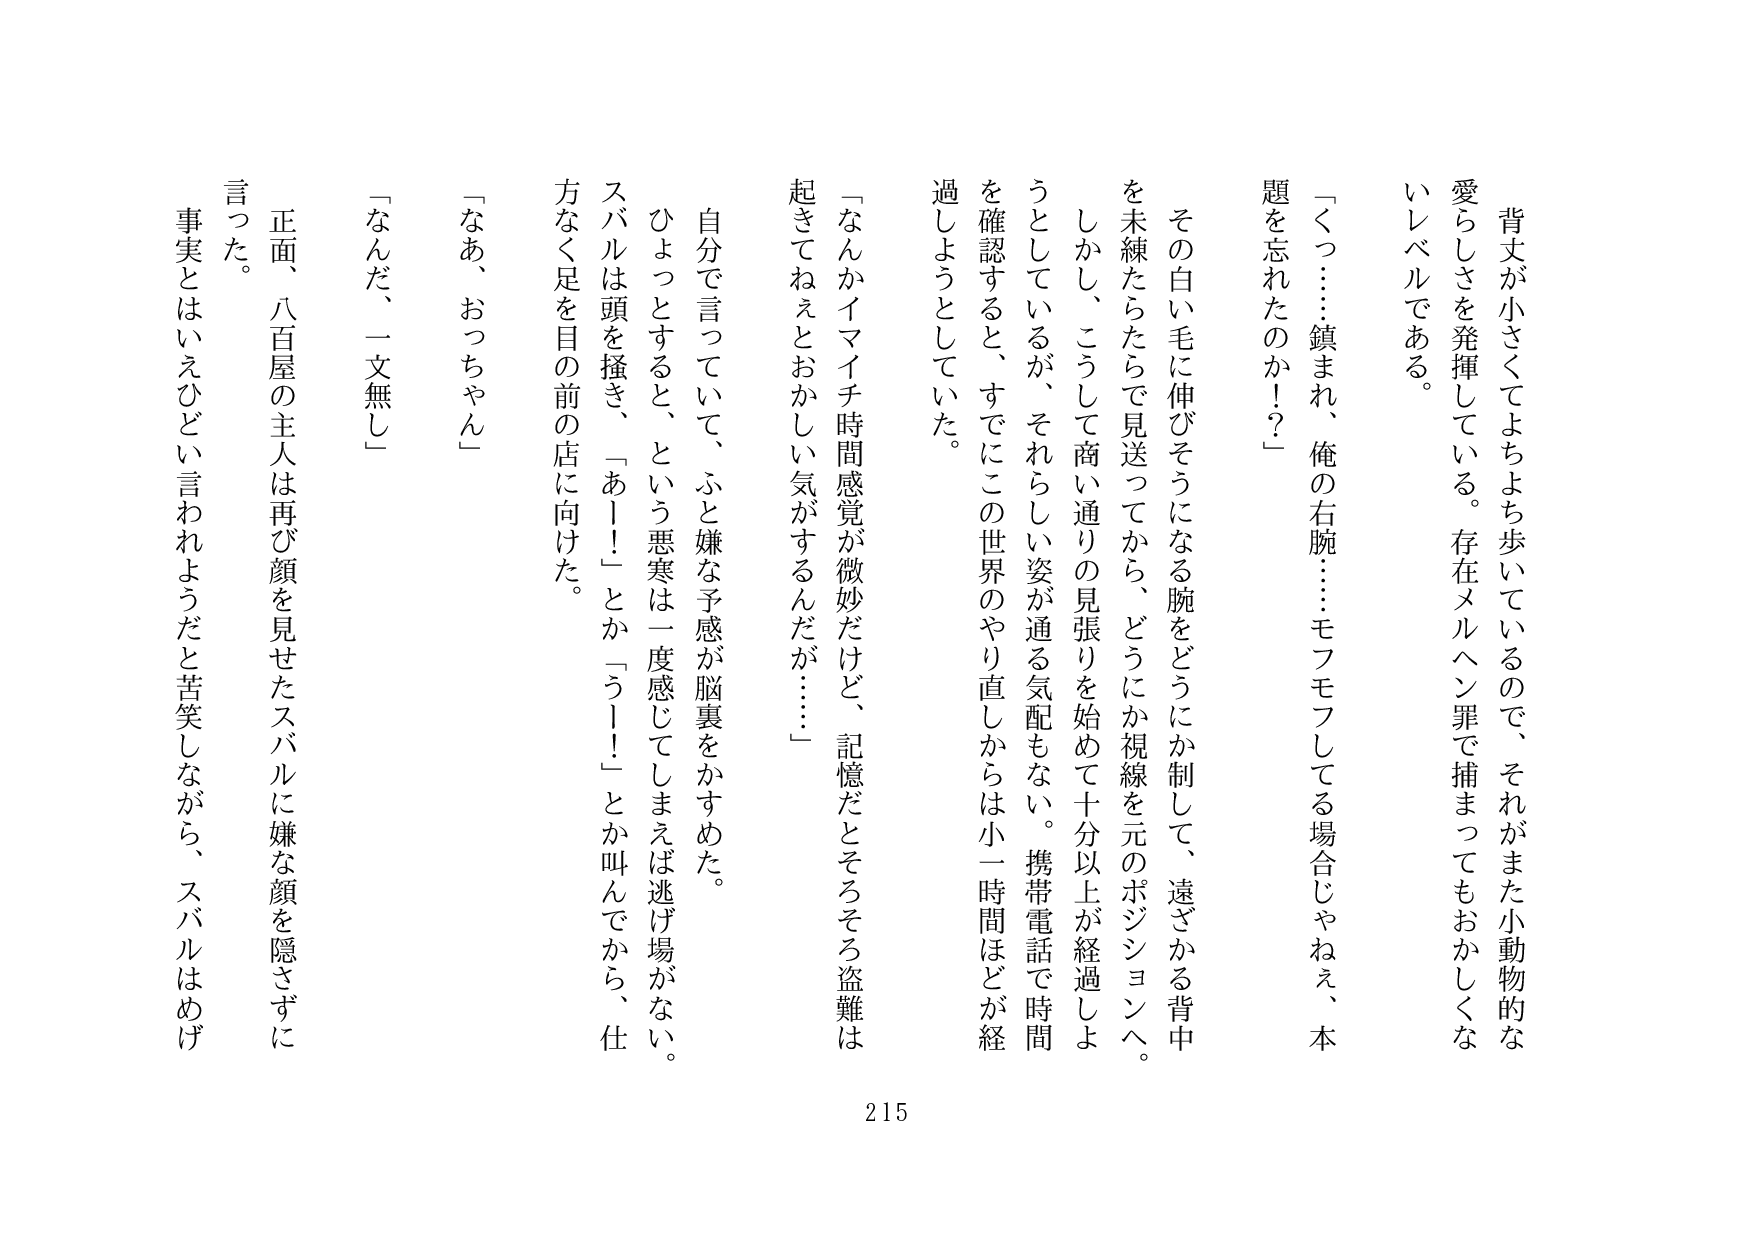 背丈が小さくてよちよち歩いているので、それがまた小動物的な
愛らしさを発揮している。存在メルヘン罪で捕まってもおかしくな
いレベルである。
「くっ……鎮まれ、俺の右腕……モフモフしてる場合じゃねぇ、本
題を忘れたのか！？」
　その白い毛に伸びそうになる腕をどうにか制して、遠ざかる背中
を未練たらたらで見送ってから、どうにか視線を元のポジションへ。
　しかし、こうして商い通りの見張りを始めて十分以上が経過しよ
うとしているが、それらしい姿が通る気配もない。携帯電話で時間
を確認すると、すでにこの世界のやり直しからは小一時間ほどが経
過しようとしていた。
「なんかイマイチ時間感覚が微妙だけど、記憶だとそろそろ盗難は
起きてねぇとおかしい気がするんだが……」
　自分で言っていて、ふと嫌な予感が脳裏をかすめた。
　ひょっとすると、という悪寒は一度感じてしまえば逃げ場がない。
スバルは頭を掻き、「あー！」とか「うー！」とか叫んでから、仕
方なく足を目の前の店に向けた。
「なあ、おっちゃん」
「なんだ、一文無し」
　正面、八百屋の主人は再び顔を見せたスバルに嫌な顔を隠さずに
言った。
　事実とはいえひどい言われようだと苦笑しながら、スバルはめげ
215